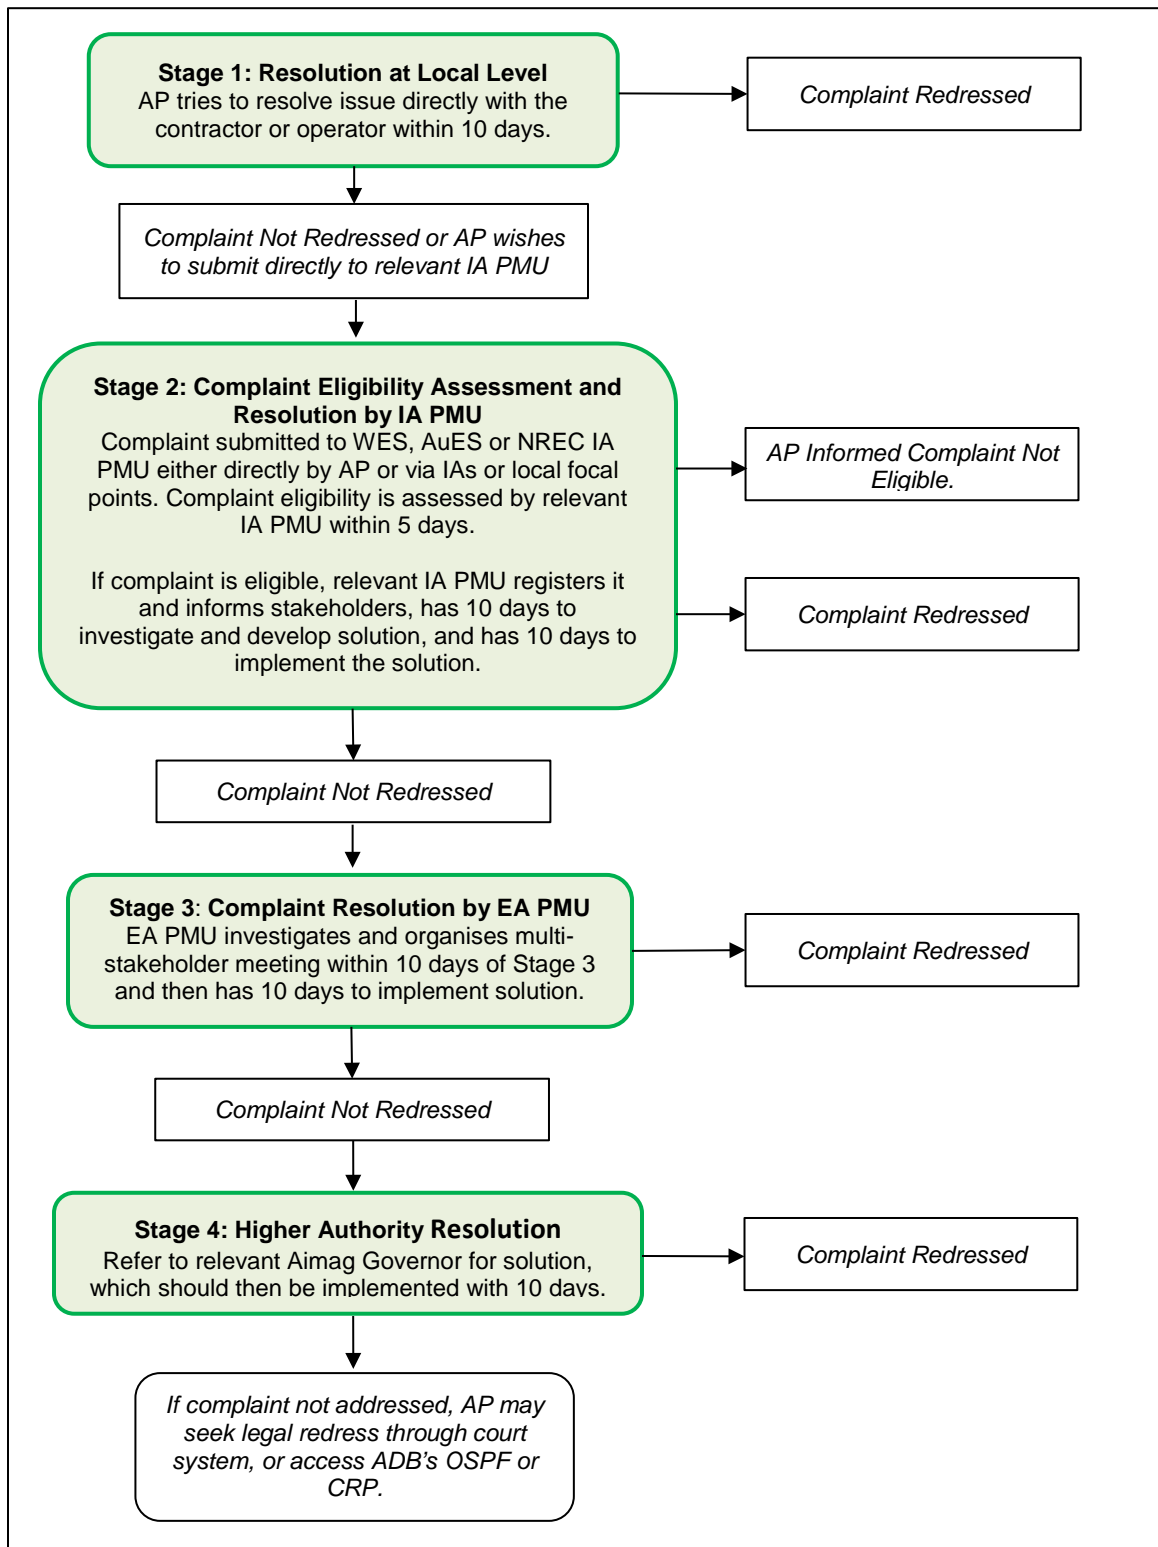 Stage 1: Resolution at Local Level
AP tries to resolve issue directly with the
contractor or operator within 10 days.
Complaint Redressed
Complaint Not Redressed or AP wishes
to submit directly to relevant IA PMU
Stage 2: Complaint Eligibility Assessment and
Resolution by IA PMU
Complaint submitted to WES, AuES or NREC IA
PMU either directly by AP or via IAs or local focal
points. Complaint eligibility is assessed by relevant
IA PMU within 5 days.
If complaint is eligible, relevant IA PMU registers it
and informs stakeholders, has 10 days to
investigate and develop solution, and has 10 days to
implement the solution.
AP Informed Complaint Not
Eligible.
Complaint Redressed
Complaint Not Redressed
Stage 3: Complaint Resolution by EA PMU
EA PMU investigates and organises multi-
stakeholder meeting within 10 days of Stage 3
and then has 10 days to implement solution.
Complaint Redressed
Complaint Not Redressed
Stage 4: Higher Authority Resolution
Refer to relevant Aimag Governor for solution,
which should then be implemented with 10 days.
Complaint Redressed
If complaint not addressed, AP may
seek legal redress through court
system, or access ADB’s OSPF or
CRP.